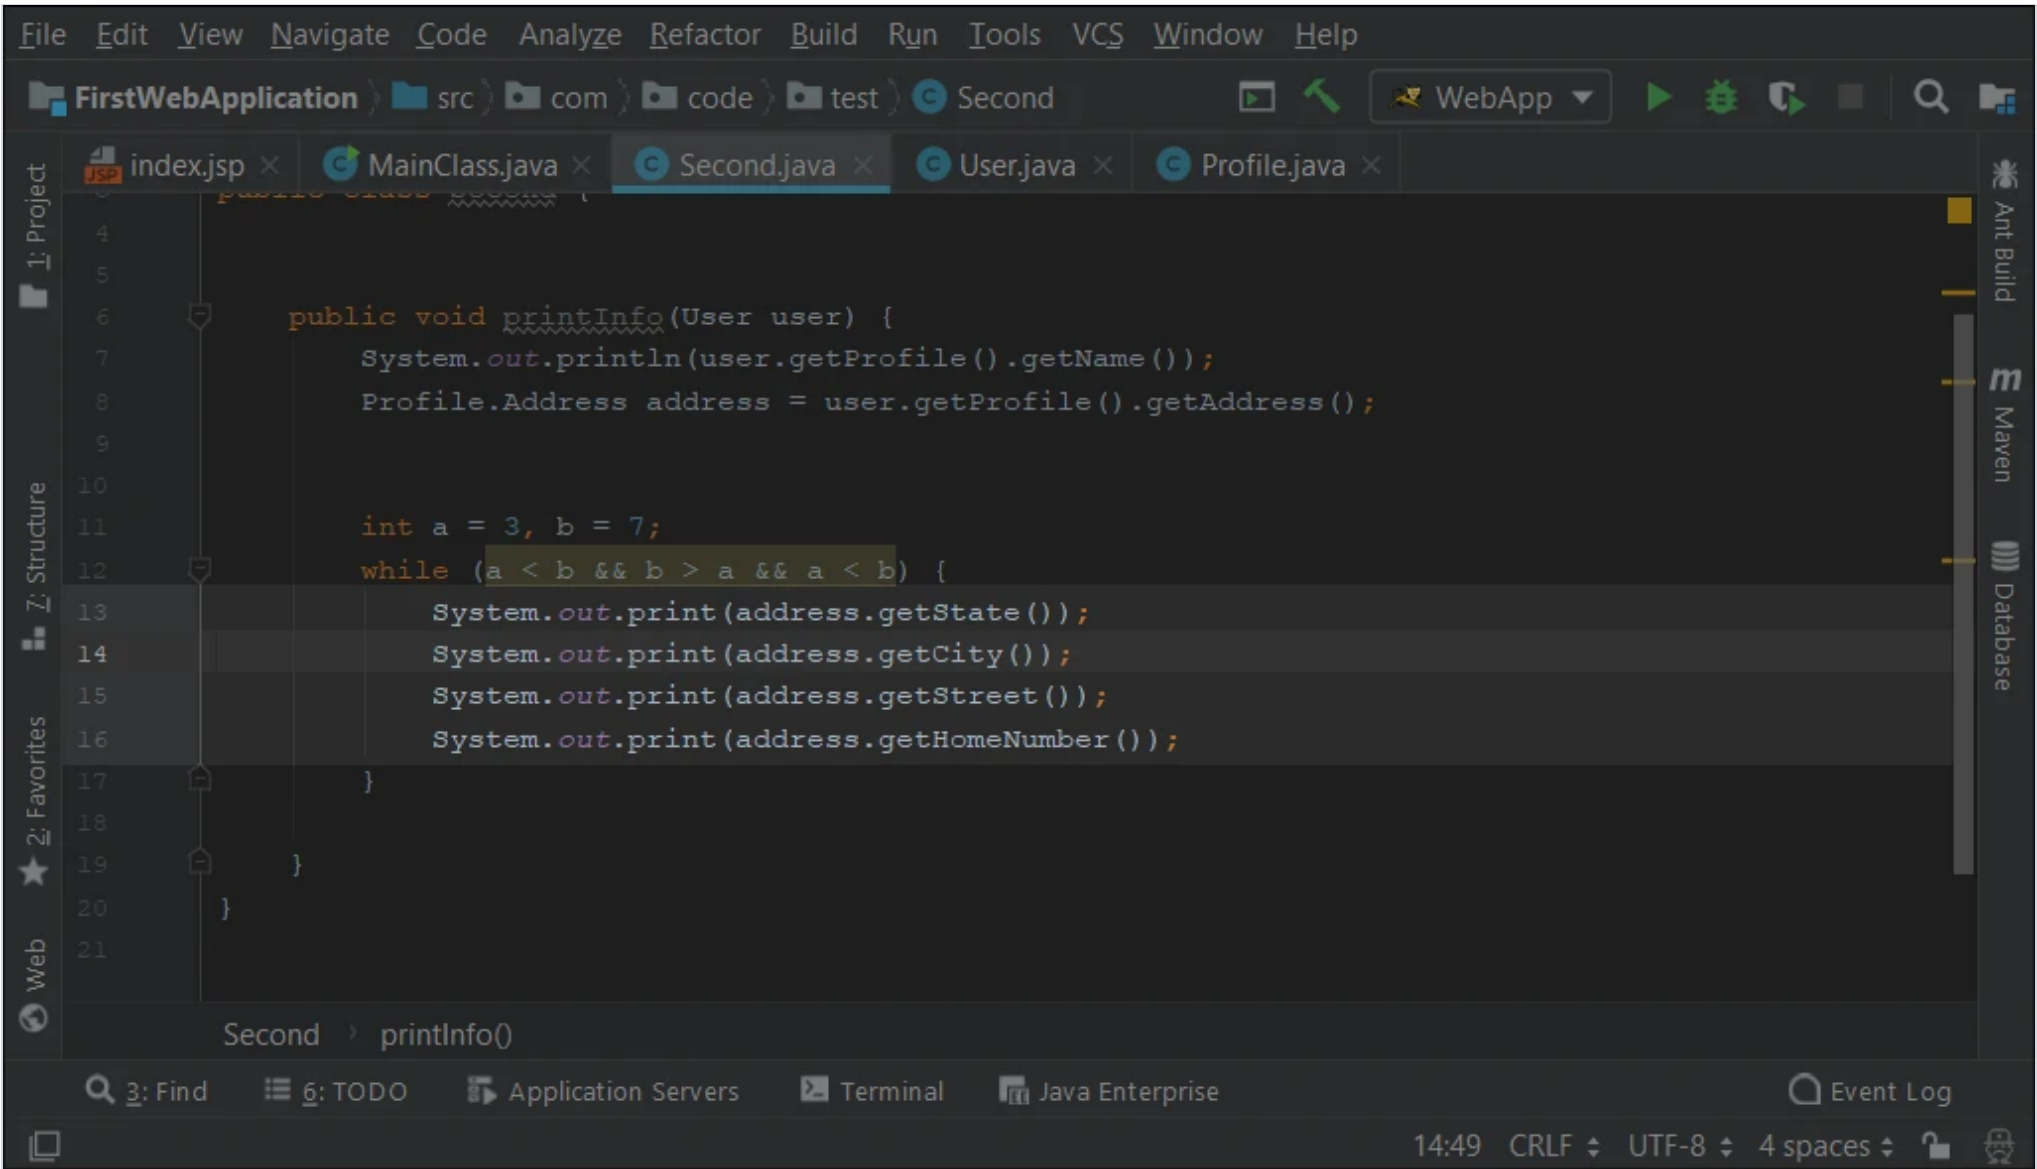 File Edit View Navigate Code Analyze Refactor Build Run Tools VCS Window Help
FirstWebApplication src com code test Second WebApp
index.jsp MainClass.java Second.java User.java Profile.java
1: Project
7: Structure
2: Favorites
Web
3 public class Second {
4
5
6 public void printInfo(User user) {
7 System.out.println(user.getProfile().getName());
8 Profile.Address address = user.getProfile().getAddress();
9
10
11 int a = 3, b = 7;
12 while (a < b && b > a && a < b) {
13 System.out.print(address.getState());
14 System.out.print(address.getCity());
15 System.out.print(address.getStreet());
16 System.out.print(address.getHomeNumber());
17 }
18
19 }
20 }
21
Ant Build
m Maven
Database
Second printInfo()
3: Find 6: TODO Application Servers Terminal Java Enterprise Event Log
14:49 CRLF UTF-8 4 spaces